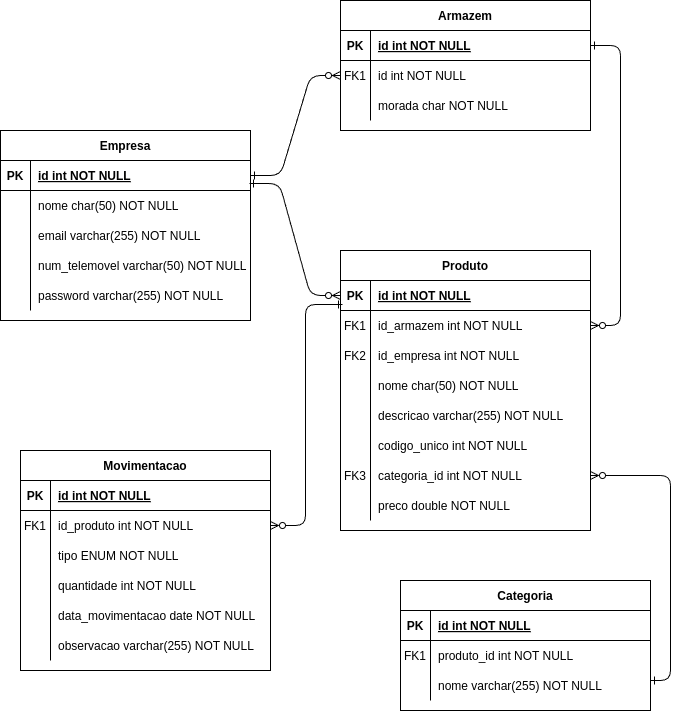 Armazem
PK id int NOT NULL
FK1 id int NOT NULL
morada char NOT NULL
Empresa
PK id int NOT NULL
nome char(50) NOT NULL
email varchar(255) NOT NULL
num_telemovel varchar(50) NOT NULL
password varchar(255) NOT NULL
Produto
PK id int NOT NULL
FK1 id_armazem int NOT NULL
FK2 id_empresa int NOT NULL
nome char(50) NOT NULL
descricao varchar(255) NOT NULL
codigo_unico int NOT NULL
FK3 categoria_id int NOT NULL
preco double NOT NULL
Movimentacao
PK id int NOT NULL
FK1 id_produto int NOT NULL
tipo ENUM NOT NULL
quantidade int NOT NULL
data_movimentacao date NOT NULL
observacao varchar(255) NOT NULL
Categoria
PK id int NOT NULL
FK1 produto_id int NOT NULL
nome varchar(255) NOT NULL